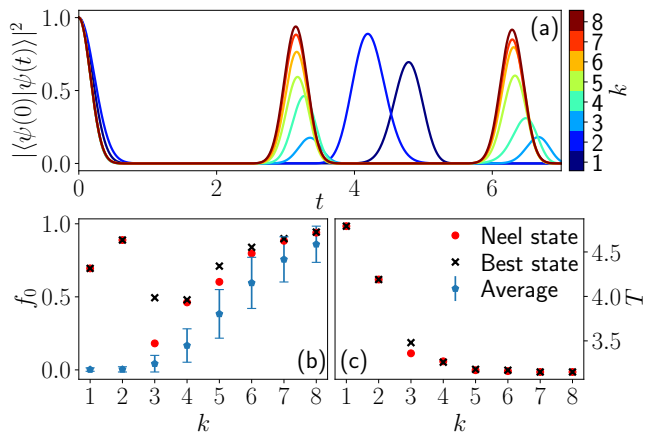 |⟨ψ(0)|ψ(t)⟩|²
1.0
0.5
0.0
0
2
4
6
t
(a)
8
7
6
5
4
3
2
1
k
f₀
1.0
0.5
0.0
1 2 3 4 5 6 7 8
k
(b)
Neel state
Best state
Average
(c)
4.5
4.0
3.5
T
1 2 3 4 5 6 7 8
k